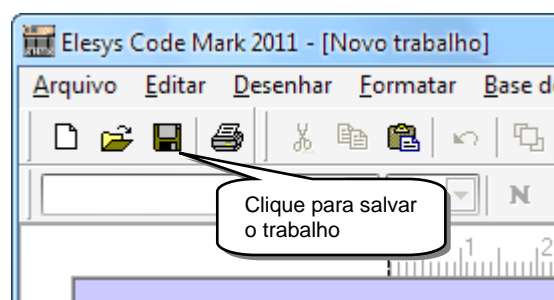 Elesys Code Mark 2011 - [Novo trabalho]
Arquivo Editar Desenhar Formatar Base
N
Clique para salvar
o trabalho
1 2